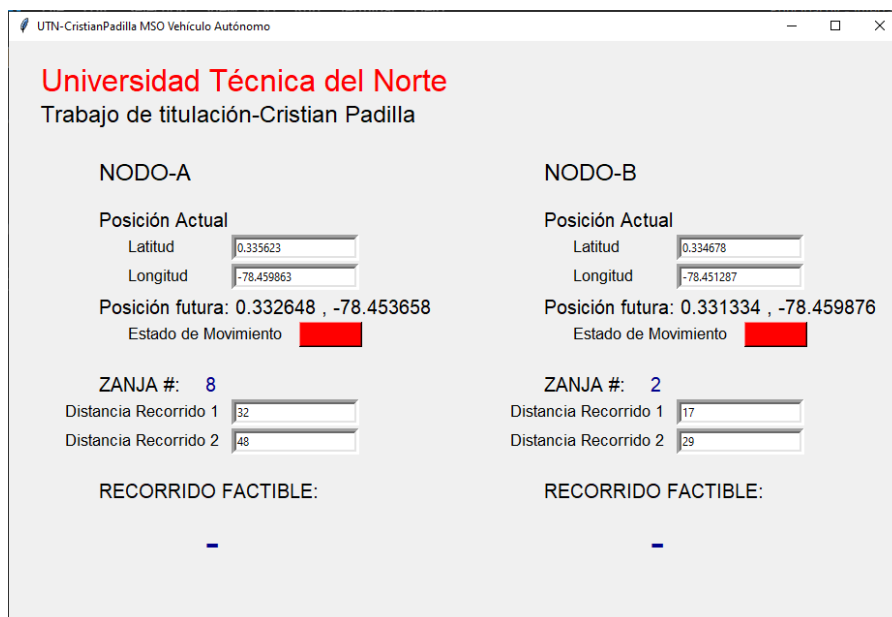 UTN-CristianPadilla MSO Vehículo Autónomo
Universidad Técnica del Norte
Trabajo de titulación-Cristian Padilla
NODO-A
Posición Actual
Latitud 0.335623
Longitud -78.459863
Posición futura: 0.332648 , -78.453658
Estado de Movimiento
ZANJA #: 8
Distancia Recorrido 1 32
Distancia Recorrido 2 48
RECORRIDO FACTIBLE:
-
NODO-B
Posición Actual
Latitud 0.334678
Longitud -78.451287
Posición futura: 0.331334 , -78.459876
Estado de Movimiento
ZANJA #: 2
Distancia Recorrido 1 17
Distancia Recorrido 2 29
RECORRIDO FACTIBLE:
-